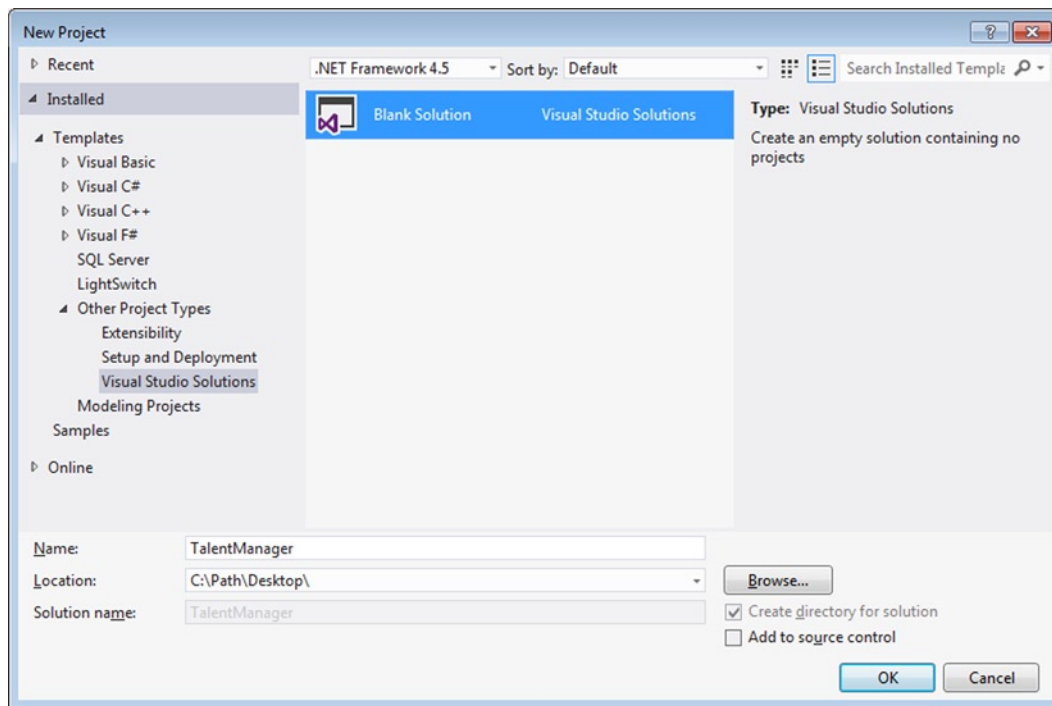 New Project
Recent
.NET Framework 4.5
Sort by: Default
Search Installed Templa
Installed
Templates
Visual Basic
Visual C#
Visual C++
Visual F#
SQL Server
LightSwitch
Other Project Types
Extensibility
Setup and Deployment
Visual Studio Solutions
Modeling Projects
Samples
Online
Blank Solution Visual Studio Solutions
Type: Visual Studio Solutions
Create an empty solution containing no
projects
Name: TalentManager
Location: C:\Path\Desktop\
Browse...
Solution name: TalentManager
Create directory for solution
Add to source control
OK Cancel